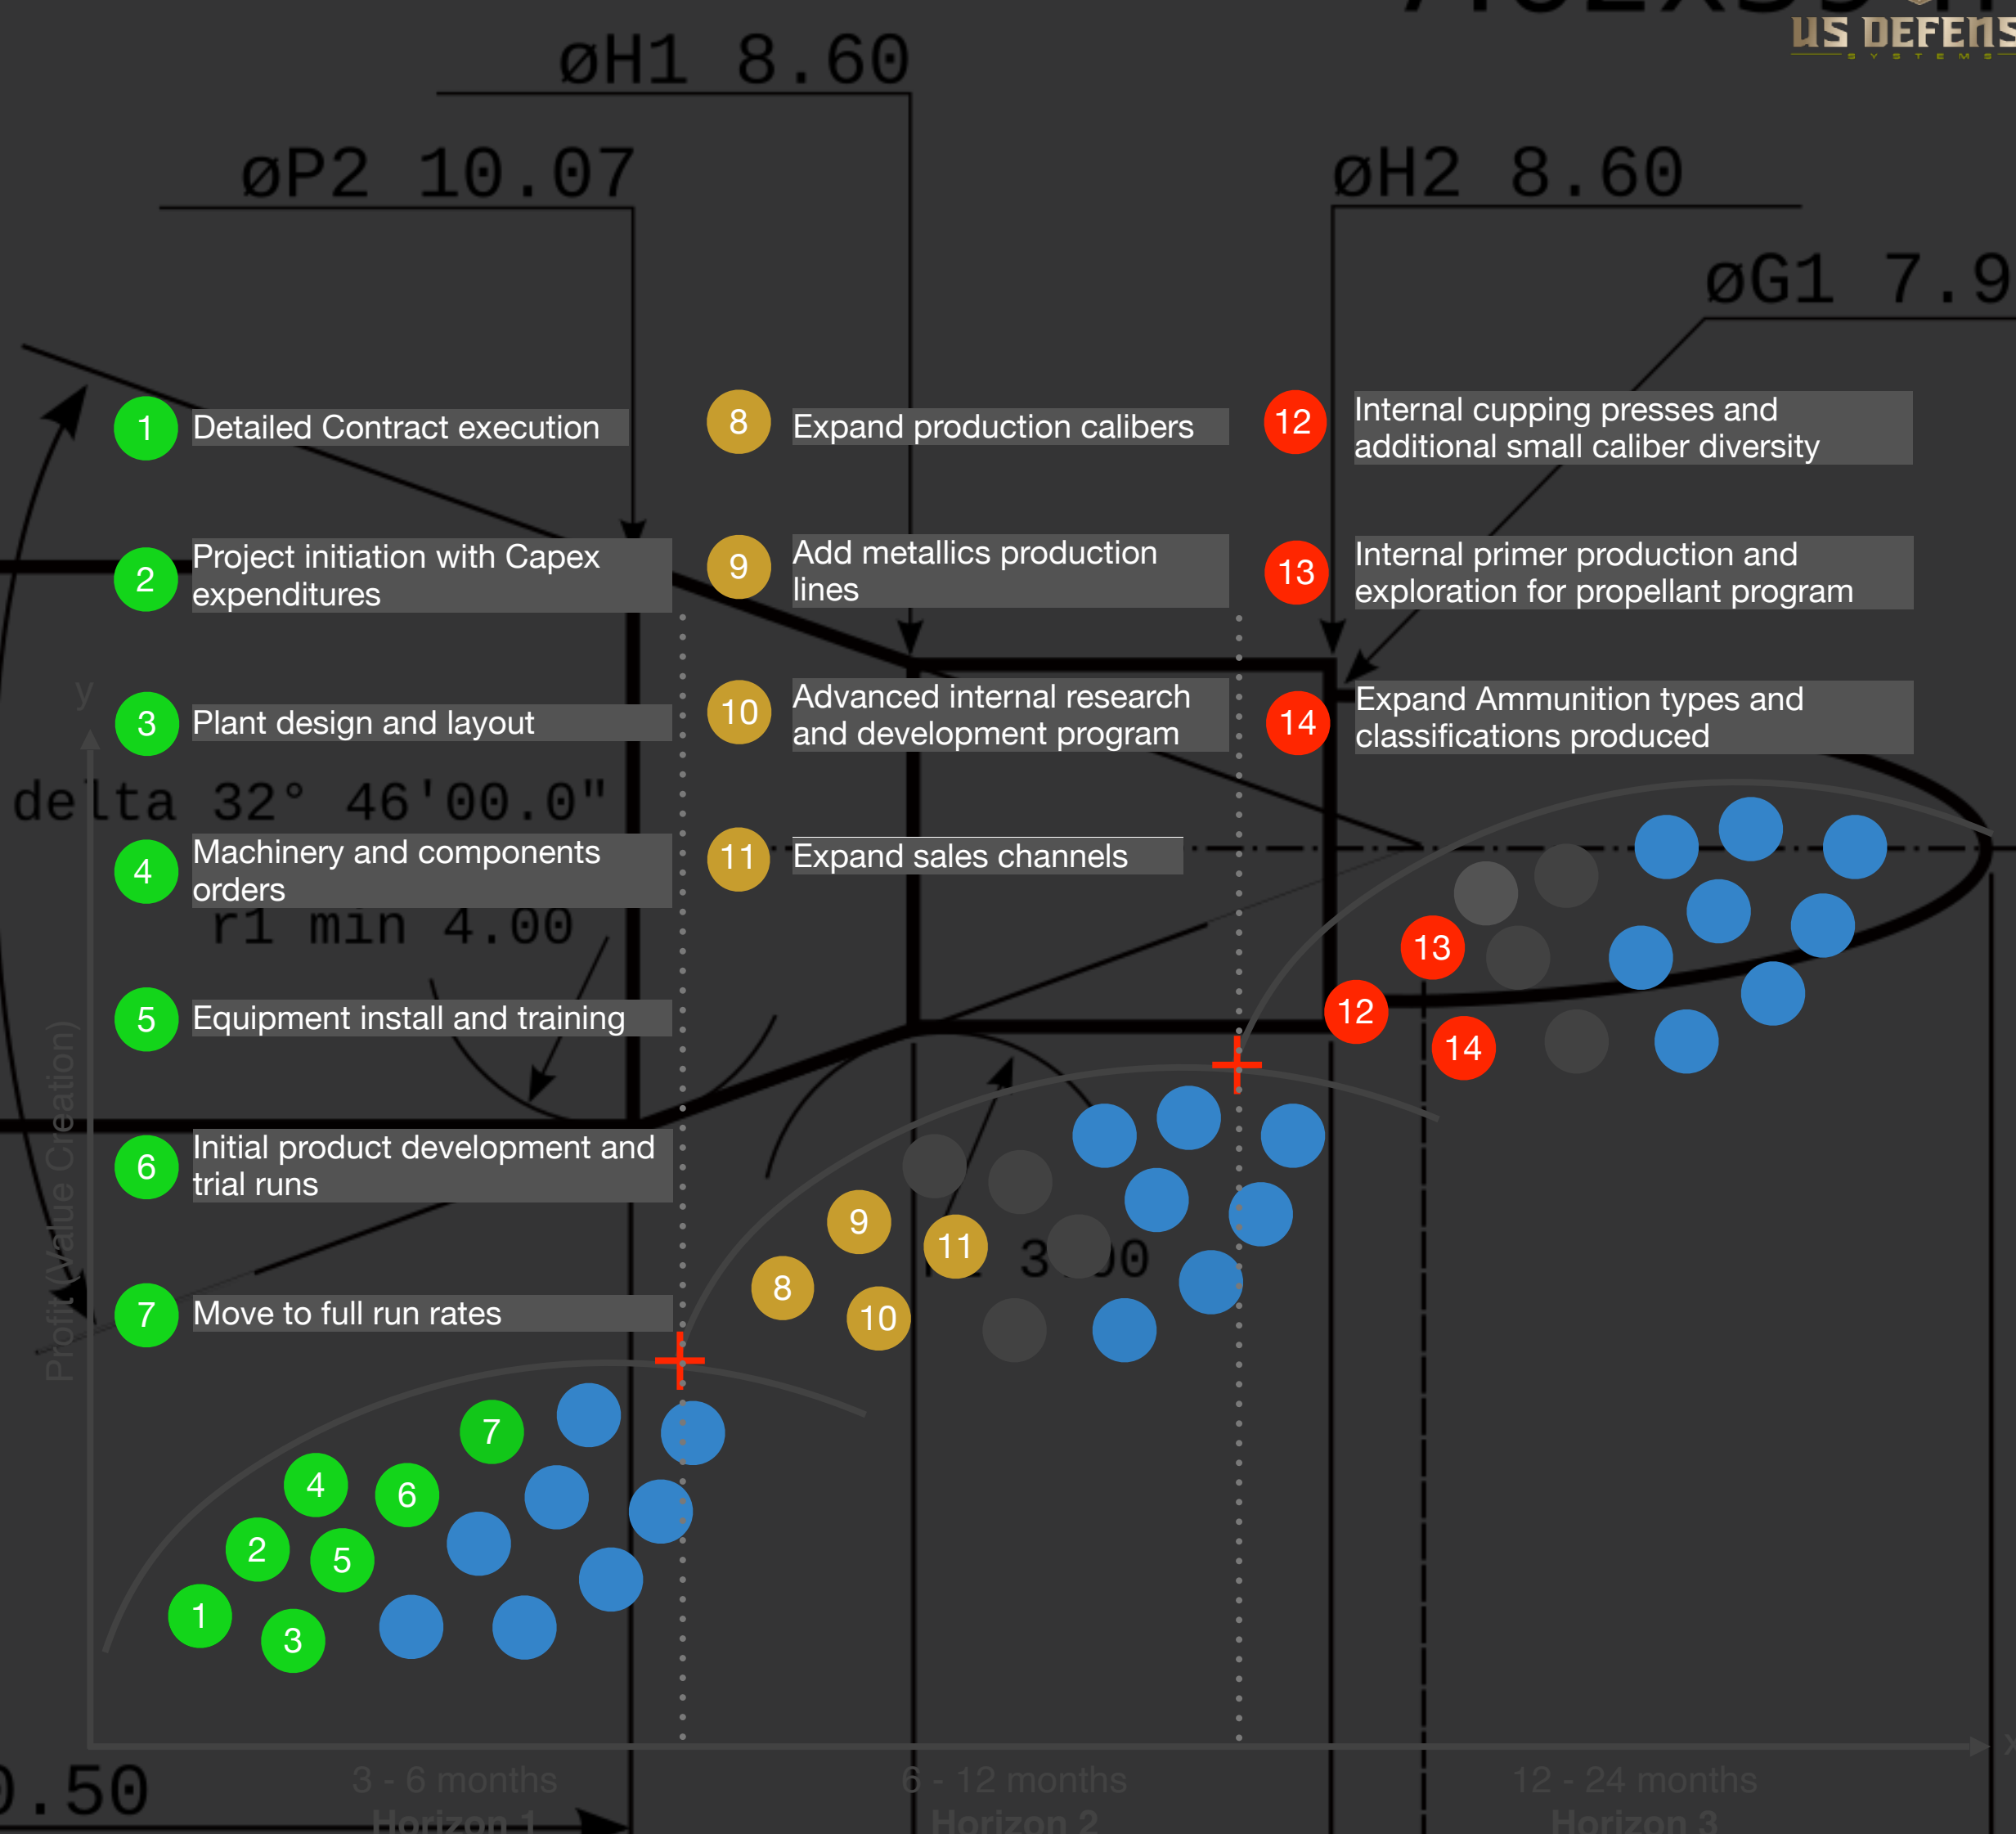 US DEFENS
SYSTEMS
øH1 8.60
øP2 10.07
øH2 8.60
øG1 7.9
1 Detailed Contract execution
2 Project initiation with Capex
expenditures
3 Plant design and layout
4 Machinery and components
orders
5 Equipment install and training
6 Initial product development and
trial runs
7 Move to full run rates
8 Expand production calibers
9 Add metallics production
lines
10 Advanced internal research
and development program
11 Expand sales channels
12 Internal cupping presses and
additional small caliber diversity
13 Internal primer production and
exploration for propellant program
14 Expand Ammunition types and
classifications produced
y
delta 32° 46'00.0"
r1 min 4.00
Profit (Value Creation)
13
12
14
9
11
8
10
7
4
6
2
5
1
3
x
0.50
3 - 6 months
Horizon 1
6 - 12 months
Horizon 2
12 - 24 months
Horizon 3